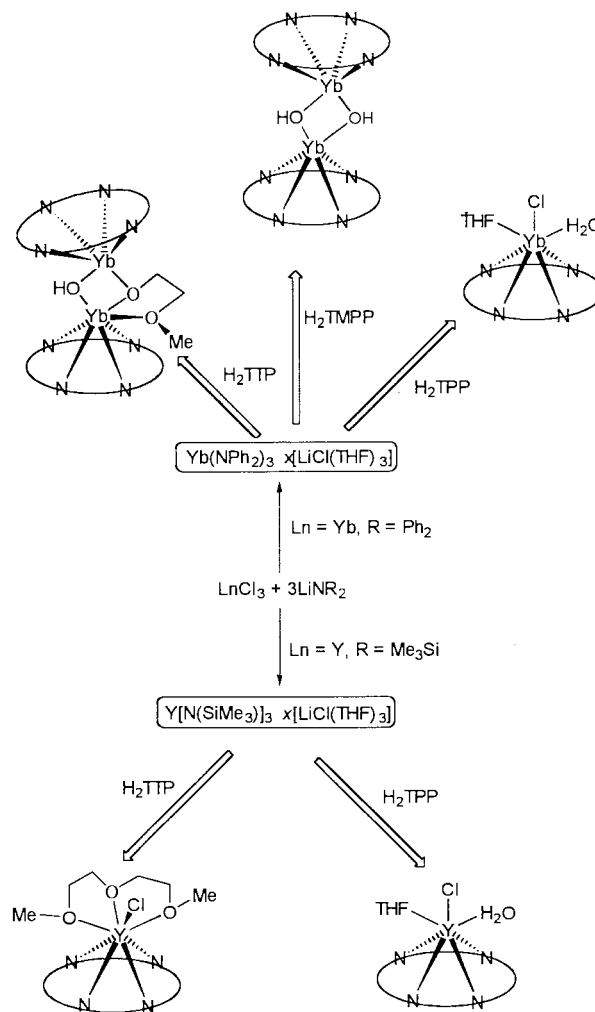 N N
N N
Yb
HO OH
Yb
N N
N N
N
N N
N
Yb
HO O
Yb O
N N Me
N N
Cl
THF H₂O
Yb
N N
N N
H₂TTP
H₂TMPP
H₂TPP
Yb(NPh₂)₃ x[LiCl(THF)₃]
Ln = Yb, R = Ph₂
LnCl₃ + 3LiNR₂
Ln = Y, R = Me₃Si
Y[N(SiMe₃)]₃ x[LiCl(THF)₃]
H₂TTP
H₂TPP
O Cl
Me O O Me
Y
N N
N N
Cl
THF H₂O
Y
N N
N N